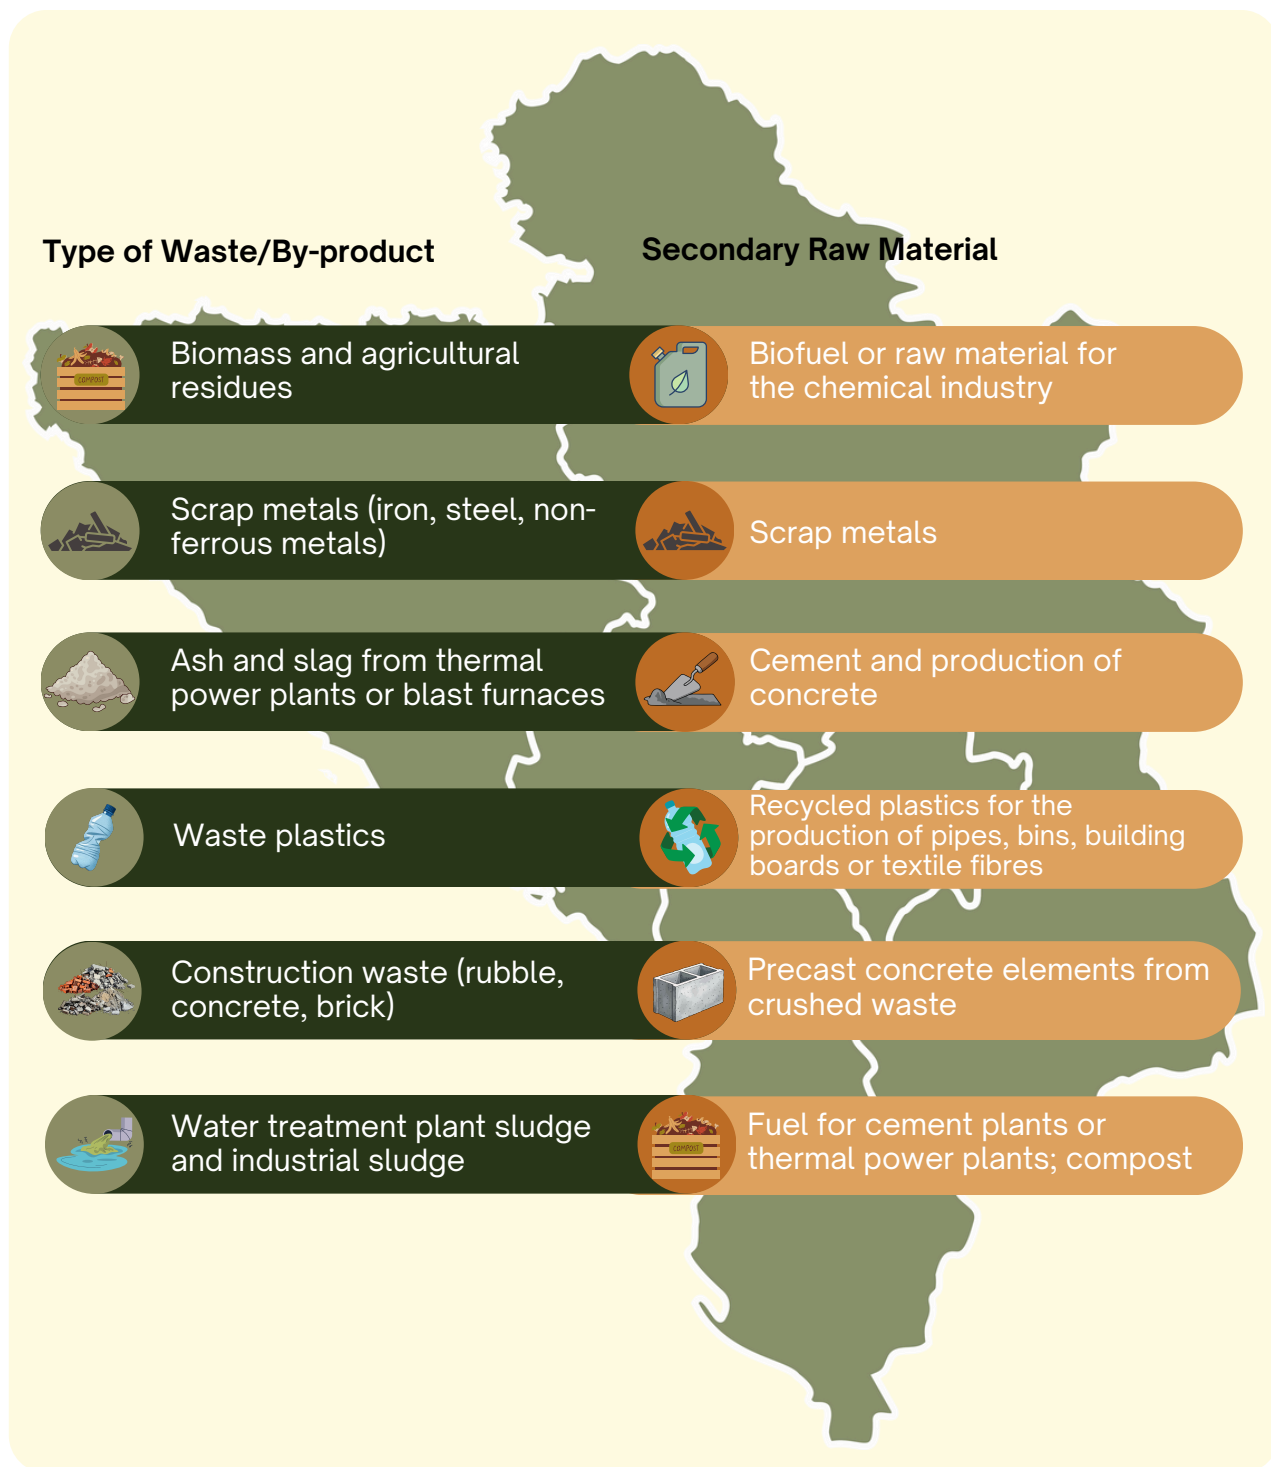 Type of Waste/By-product
Secondary Raw Material
COMPOST
Biomass and agricultural
residues
Biofuel or raw material for
the chemical industry
Scrap metals (iron, steel, non-
ferrous metals)
Scrap metals
Ash and slag from thermal
power plants or blast furnaces
Cement and production of
concrete
Waste plastics
Recycled plastics for the
production of pipes, bins, building
boards or textile fibres
Construction waste (rubble,
concrete, brick)
Precast concrete elements from
crushed waste
Water treatment plant sludge
and industrial sludge
COMPOST
Fuel for cement plants or
thermal power plants; compost